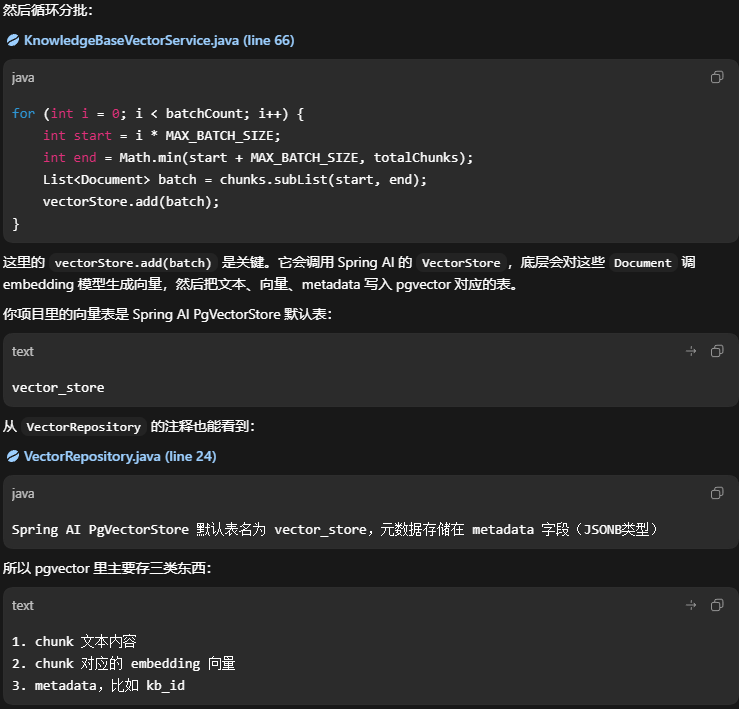 然后循环分批：
KnowledgeBaseVectorService.java (line 66)
java
for (int i = 0; i < batchCount; i++) {
    int start = i * MAX_BATCH_SIZE;
    int end = Math.min(start + MAX_BATCH_SIZE, totalChunks);
    List<Document> batch = chunks.subList(start, end);
    vectorStore.add(batch);
}
这里的 vectorStore.add(batch) 是关键。它会调用 Spring AI 的 VectorStore ，底层会对这些 Document 调
embedding 模型生成向量，然后把文本、向量、metadata 写入 pgvector 对应的表。
你项目里的向量表是 Spring AI PgVectorStore 默认表：
text
vector_store
从 VectorRepository 的注释也能看到：
VectorRepository.java (line 24)
java
Spring AI PgVectorStore 默认表名为 vector_store，元数据存储在 metadata 字段（JSONB类型）
所以 pgvector 里主要存三类东西：
text
1. chunk 文本内容
2. chunk 对应的 embedding 向量
3. metadata，比如 kb_id